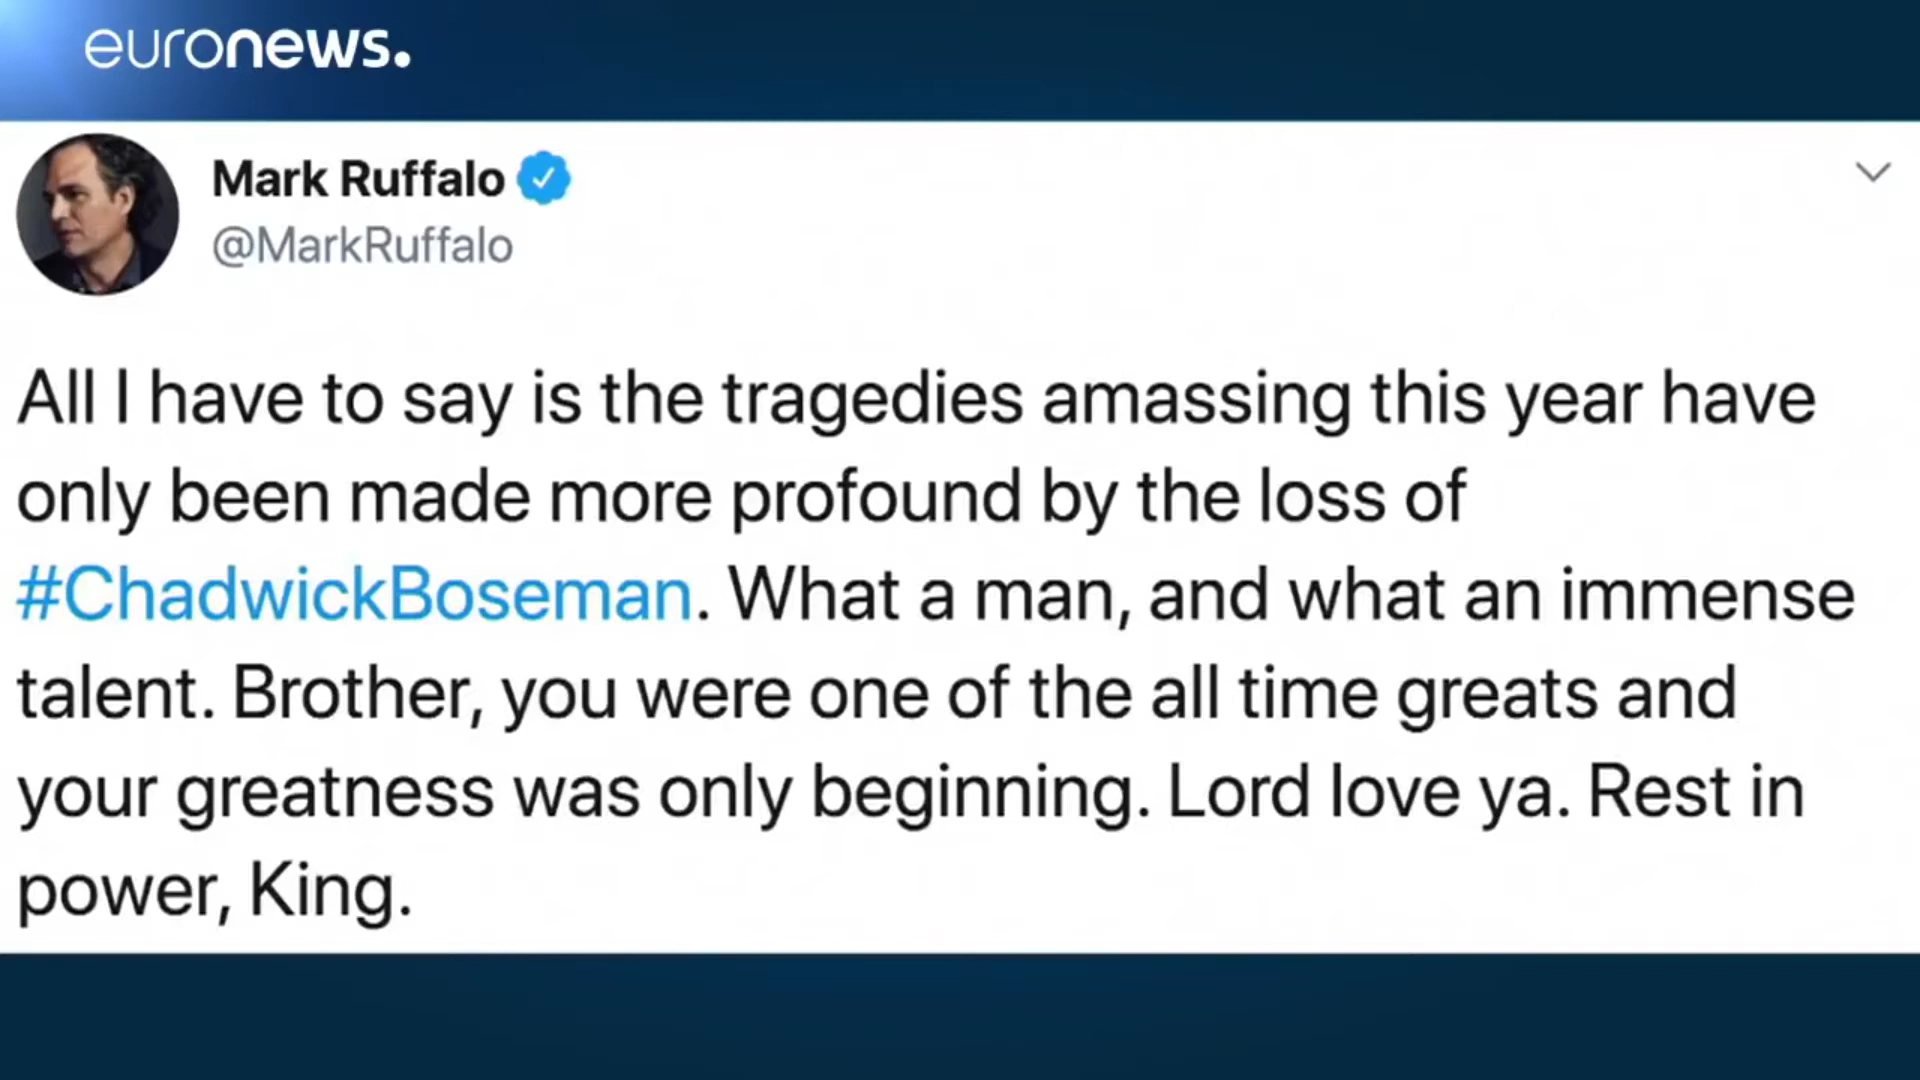 euronews.
Mark Ruffalo
@MarkRuffalo
All I have to say is the tragedies amassing this year have
only been made more profound by the loss of
#ChadwickBoseman. What a man, and what an immense
talent. Brother, you were one of the all time greats and
your greatness was only beginning. Lord love ya. Rest in
power, King.